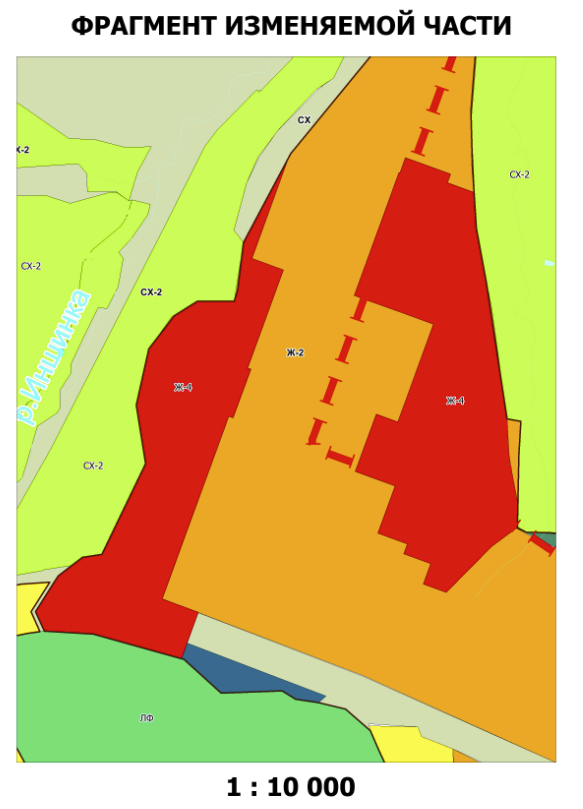 ФРАГМЕНТ ИЗМЕНЯЕМОЙ ЧАСТИ
СХ
Х-2
СХ-2
СХ-2
СХ-2
р. Иншинка
Ж-2
Ж-4
Ж-4
СХ-2
ЛФ
1 : 10 000